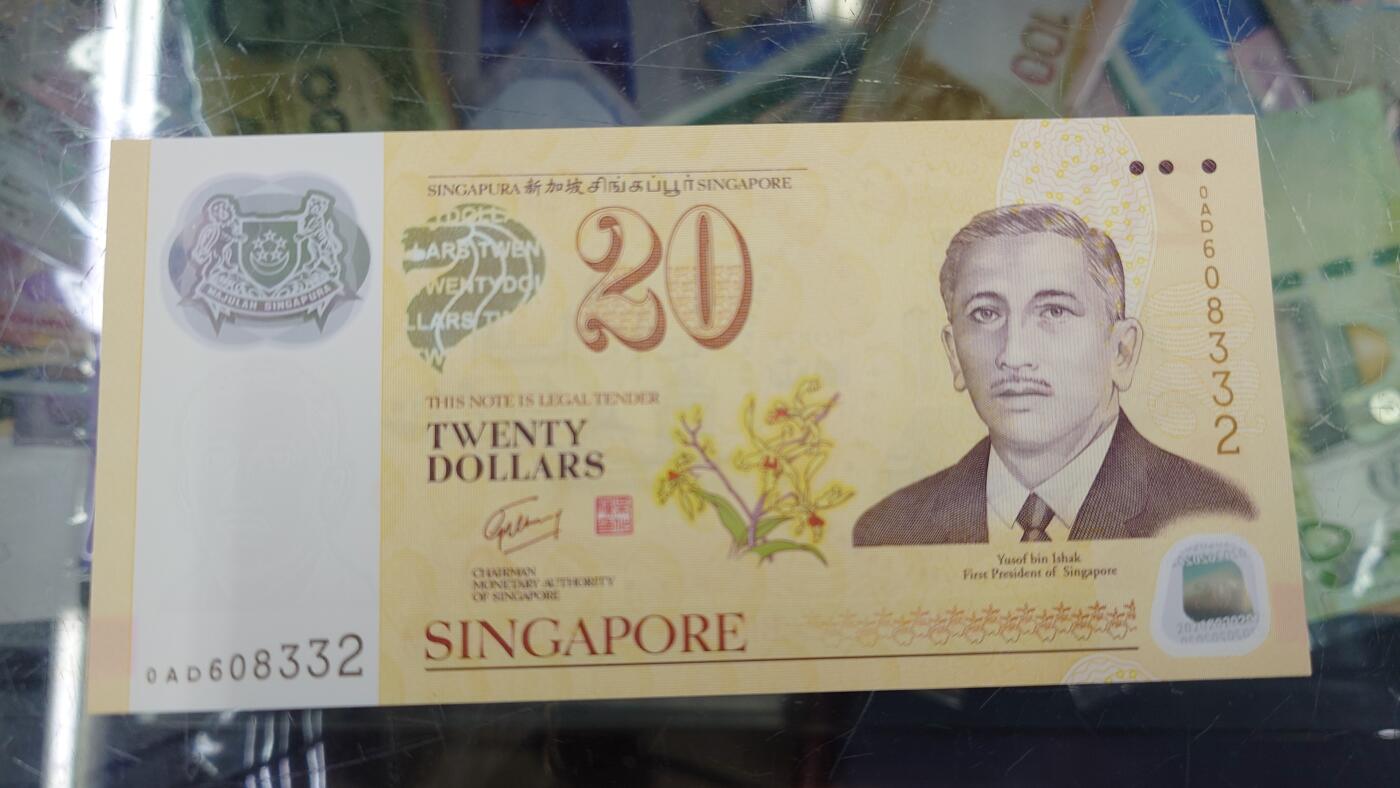 SINGAPURA 新加坡 சிங்கப்பூர் SINGAPORE
MAJULAH SINGAPURA
20
THIS NOTE IS LEGAL TENDER
TWENTY
DOLLARS
CHAIRMAN
MONETARY AUTHORITY
OF SINGAPORE
SINGAPORE
0AD608332
0AD608332
Yusof bin Ishak
First President of Singapore
100